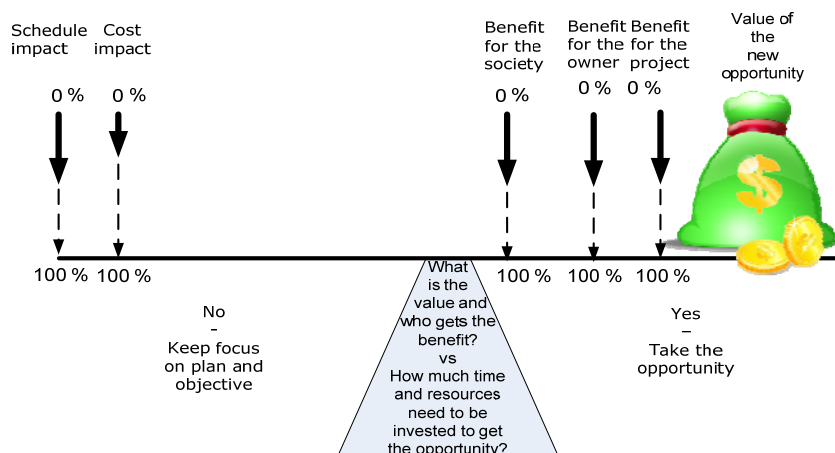 Schedule
impact
Cost
impact
Benefit
for the
society
Benefit
for the
owner
Benefit
for the
project
Value of
the
new
opportunity
0 %
0 %
0 %
0 %
0 %
$
100 %
100 %
100 %
100 %
100 %
No
–
Keep focus
on plan and
objective
What
is the
value and
who gets the
benefit?
vs
How much time
and resources
need to be
invested to get
the opportunity?
Yes
–
Take the
opportunity